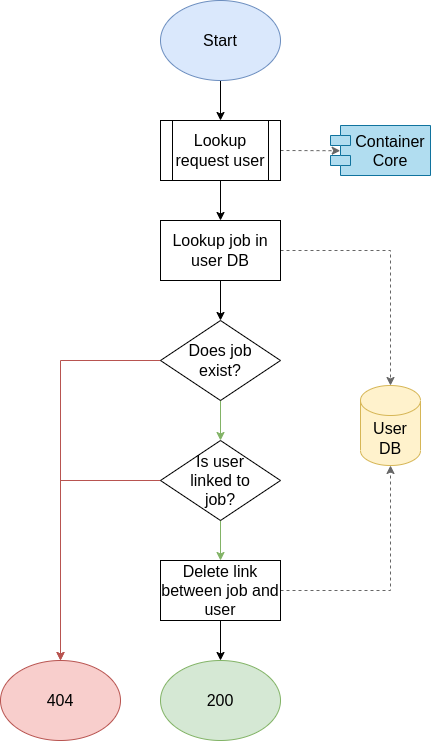 Start
Lookup
request user
Container
Core
Lookup job in
user DB
Does job
exist?
User
DB
Is user
linked to
job?
Delete link
between job and
user
404
200